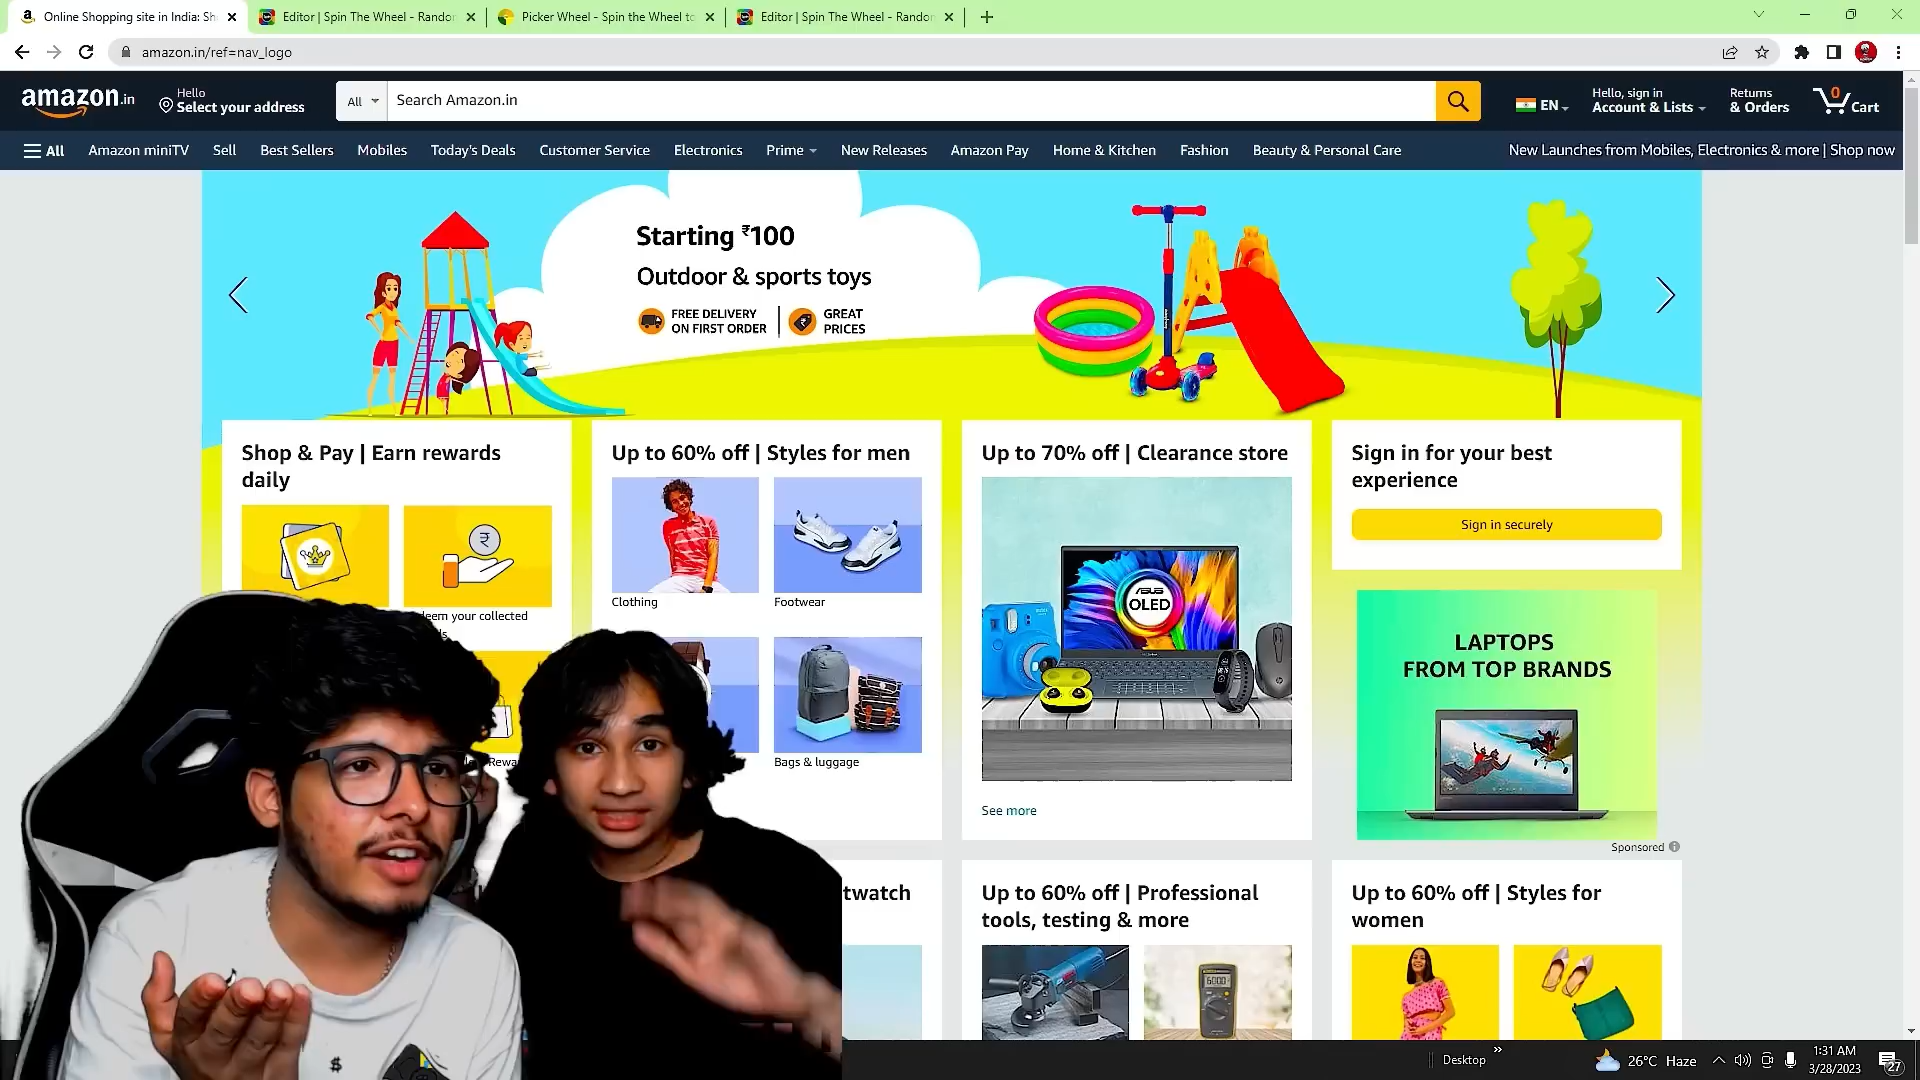 Online Shopping site in India: Sh
Editor | Spin The Wheel - Rando
Picker Wheel - Spin the Wheel to
Editor | Spin The Wheel - Rando
amazon.in/ref=nav_logo
amazon.in
Hello
Select your address
All
Search Amazon.in
EN
Hello, sign in
Account & Lists
Returns
& Orders
0
Cart
All
Amazon miniTV
Sell
Best Sellers
Mobiles
Today's Deals
Customer Service
Electronics
Prime
New Releases
Amazon Pay
Home & Kitchen
Fashion
Beauty & Personal Care
New Launches from Mobiles, Electronics & more | Shop now
Starting ₹100
Outdoor & sports toys
FREE DELIVERY
ON FIRST ORDER
GREAT
PRICES
Shop & Pay | Earn rewards
daily
₹
eem your collected
Up to 60% off | Styles for men
Clothing
Footwear
Bags & luggage
Up to 70% off | Clearance store
ASUS
OLED
See more
Sign in for your best
experience
Sign in securely
LAPTOPS
FROM TOP BRANDS
Sponsored
twatch
Up to 60% off | Professional
tools, testing & more
6000
Up to 60% off | Styles for
women
$
Desktop
26°C Haze
1:31 AM
3/28/2023
27